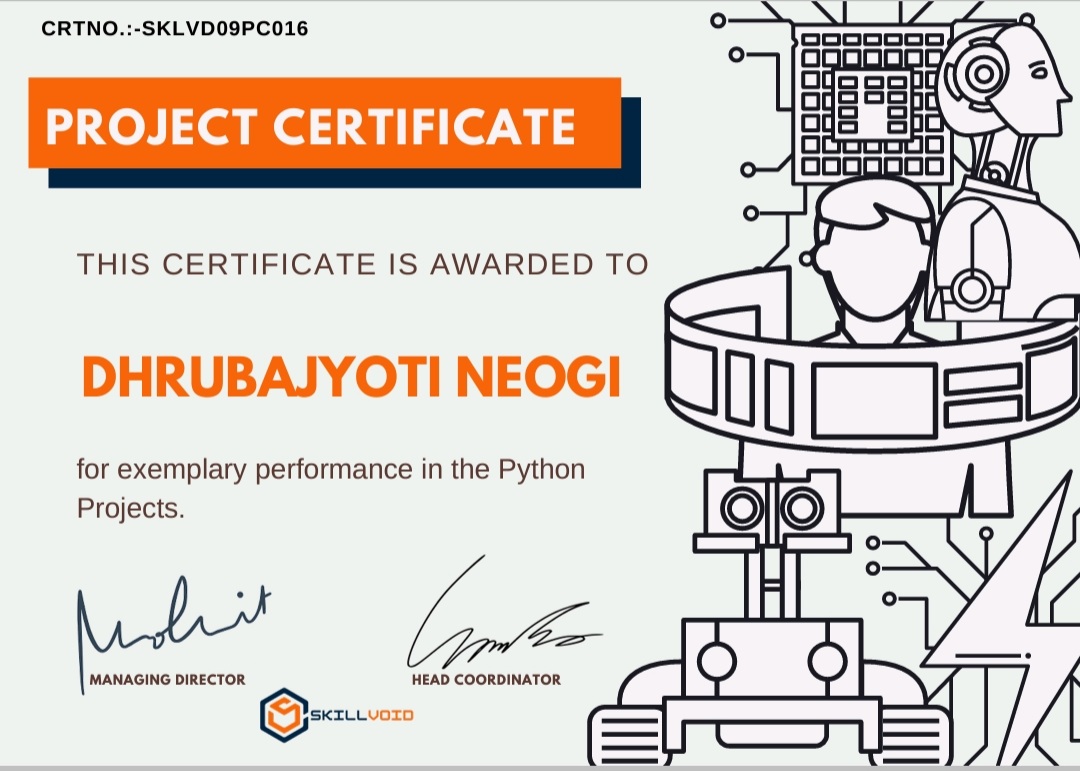 CRTNO.:-SKLVD09PC016
PROJECT CERTIFICATE
THIS CERTIFICATE IS AWARDED TO
DHRUBAJYOTI NEOGI
for exemplary performance in the Python
Projects.
Mohit
MANAGING DIRECTOR
HEAD COORDINATOR
SKILLVOID